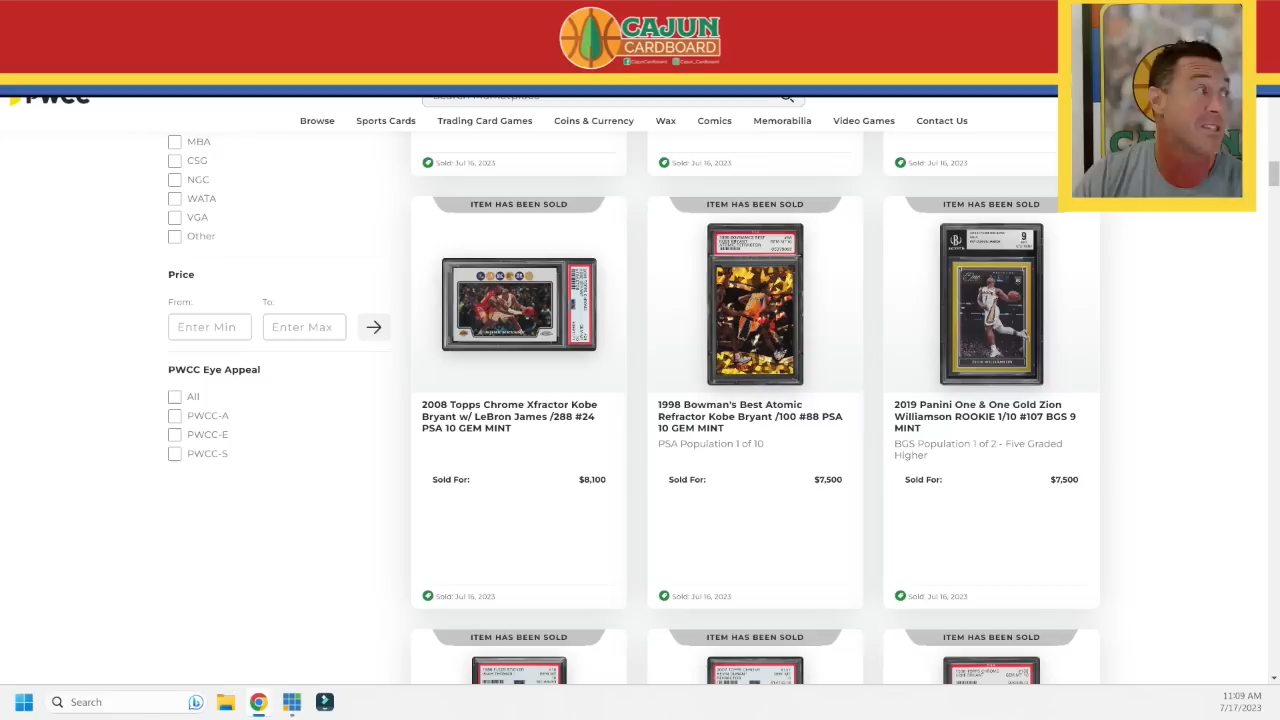 CAJUN
CARDBOARD
CajunCardboard Cajun_Cardboard
PWCC
Search Marketplace
Browse Sports Cards Trading Card Games Coins & Currency Wax Comics Memorabilia Video Games Contact Us
MBA
CSG
NGC
WATA
VGA
Other
Price
From: To:
Enter Min Enter Max
PWCC Eye Appeal
All
PWCC-A
PWCC-E
PWCC-S
Sold: Jul 16, 2023 Sold: Jul 16, 2023 Sold: Jul 16, 2023
ITEM HAS BEEN SOLD ITEM HAS BEEN SOLD ITEM HAS BEEN SOLD
2008 Topps Chrome Xfractor Kobe
Bryant w/ LeBron James /288 #24
PSA 10 GEM MINT
Sold For: $8,100
Sold: Jul 16, 2023
1998 Bowman's Best Atomic
Refractor Kobe Bryant /100 #88 PSA
10 GEM MINT
PSA Population 1 of 10
Sold For: $7,500
Sold: Jul 16, 2023
9
2019 Panini One & One Gold Zion
Williamson ROOKIE 1/10 #107 BGS 9
MINT
BGS Population 1 of 2 - Five Graded
Higher
Sold For: $7,500
Sold: Jul 16, 2023
ITEM HAS BEEN SOLD ITEM HAS BEEN SOLD ITEM HAS BEEN SOLD
Search
11:09 AM
7/17/2023